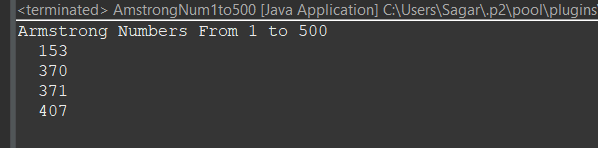 <terminated> AmstrongNum1to500 [Java Application] C:\Users\Sagar\.p2\pool\plugins\
Armstrong Numbers From 1 to 500
153
370
371
407